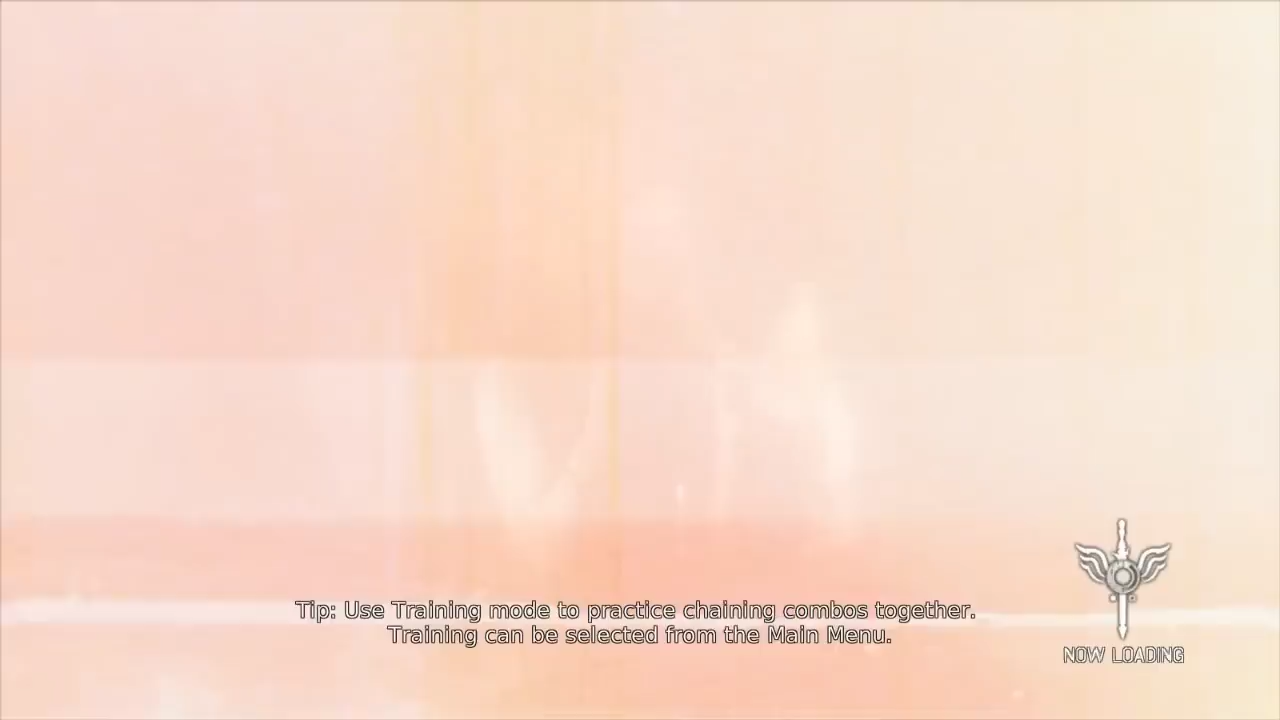 Tip: Use Training mode to practice chaining combos together.
Training can be selected from the Main Menu.
NOW LOADING